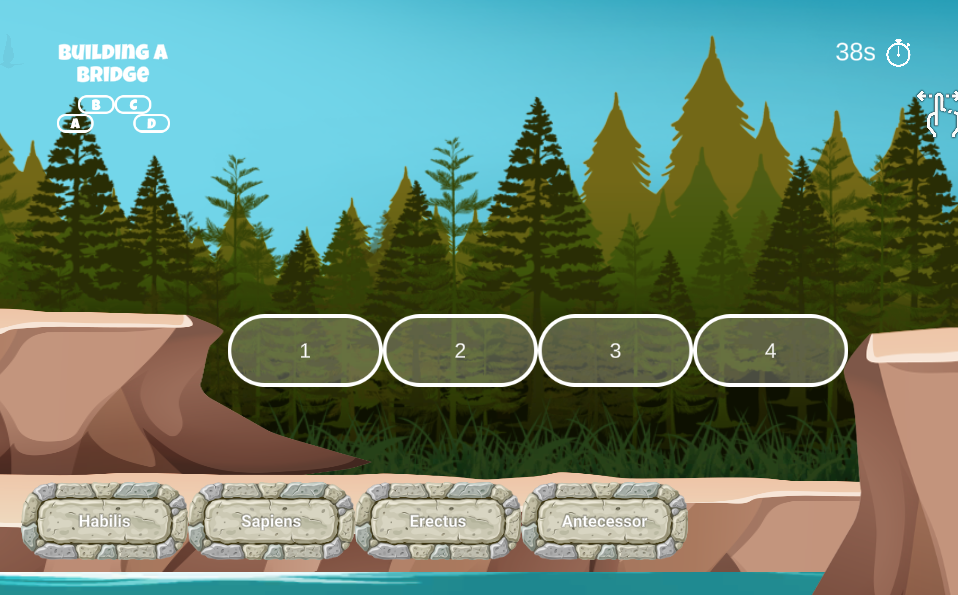 BUILDING A
BRIDGE
B C
A D
38s
1 2 3 4
Habilis Sapiens Erectus Antecessor